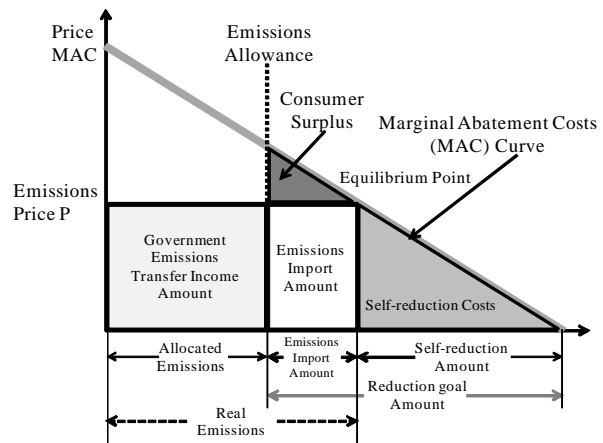 Price
MAC
Emissions
Allowance
Consumer
Surplus
Marginal Abatement Costs
(MAC) Curve
Equilibrium Point
Emissions
Price P
Government
Emissions
Transfer Income
Amount
Emissions
Import
Amount
Self-reduction Costs
Allocated
Emissions
Emissions
Import
Amount
Self-reduction
Amount
Reduction goal
Amount
Real
Emissions